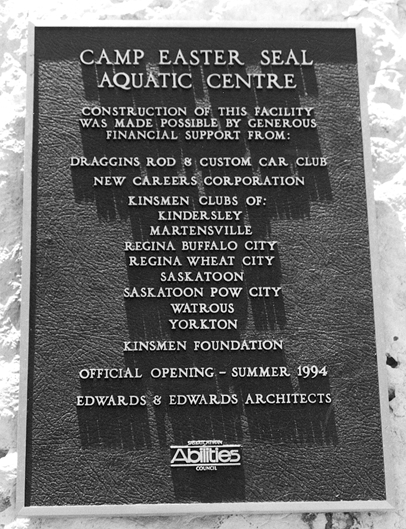 CAMP EASTER SEAL
AQUATIC CENTRE
CONSTRUCTION OF THIS FACILITY
WAS MADE POSSIBLE BY GENEROUS
FINANCIAL SUPPORT FROM:
DRAGGINS ROD & CUSTOM CAR CLUB
NEW CAREERS CORPORATION
KINSMEN CLUBS OF:
KINDERSLEY
MARTENSVILLE
REGINA BUFFALO CITY
REGINA WHEAT CITY
SASKATOON
SASKATOON POW CITY
WATROUS
YORKTON
KINSMEN FOUNDATION
OFFICIAL OPENING - SUMMER 1994
EDWARDS & EDWARDS ARCHITECTS
SASKATCHEWAN
Abilities
COUNCIL